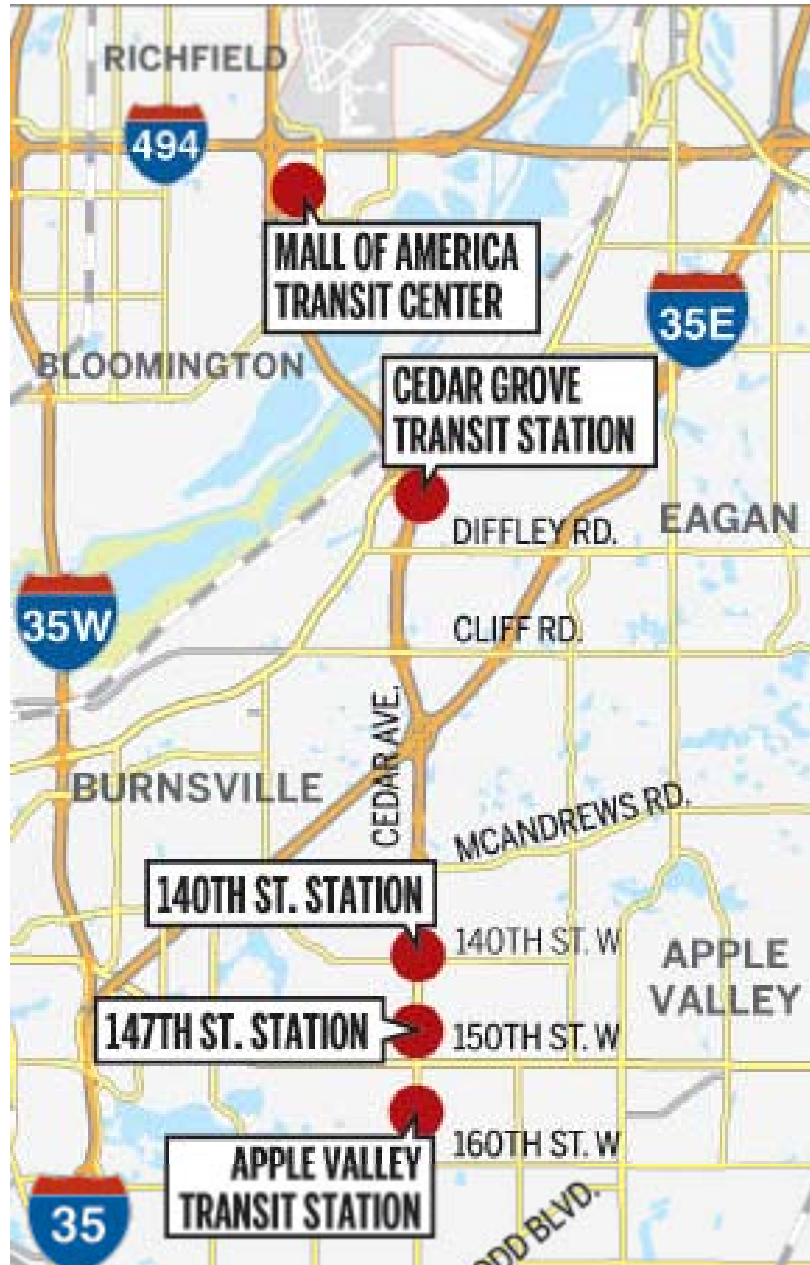 RICHFIELD
494
MALL OF AMERICA
TRANSIT CENTER
35E
BLOOMINGTON
CEDAR GROVE
TRANSIT STATION
EAGAN
DIFFLEY RD.
35W
CLIFF RD.
CEDAR AVE.
BURNSVILLE
MCANDREWS RD.
140TH ST. STATION
140TH ST. W
APPLE
VALLEY
147TH ST. STATION
150TH ST. W
160TH ST. W
APPLE VALLEY
TRANSIT STATION
35
BLVD.